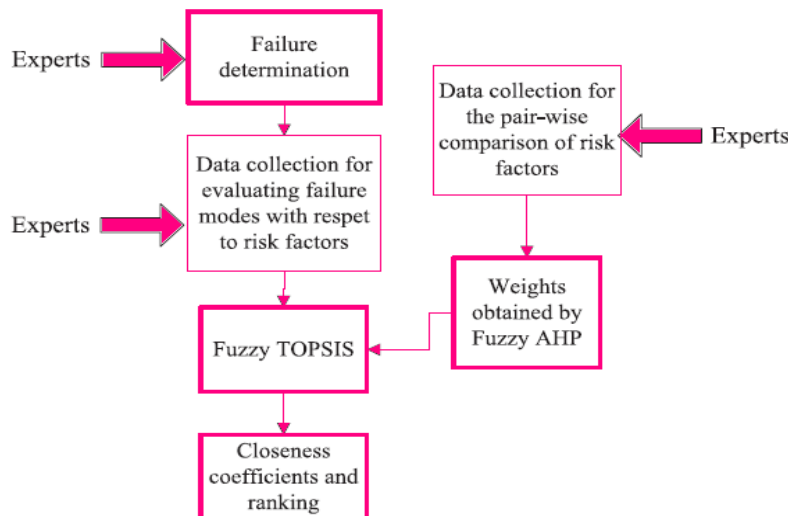 Experts
Failure
determination
Data collection for
the pair-wise
comparison of risk
factors
Experts
Experts
Data collection for
evaluating failure
modes with respet
to risk factors
Weights
obtained by
Fuzzy AHP
Fuzzy TOPSIS
Closeness
coefficients and
ranking